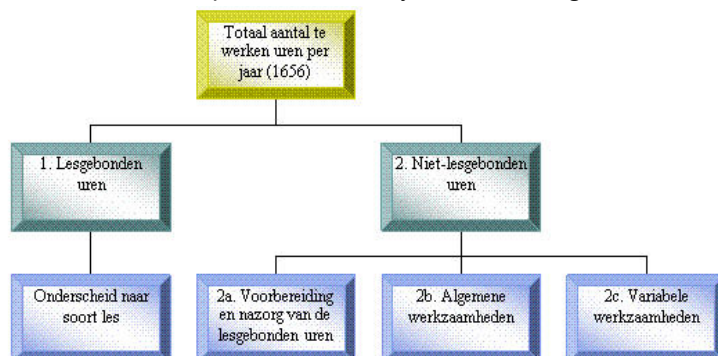 Totaal aantal te
werken uren per
jaar (1656)
1. Lesgebonden
uren
2. Niet-lesgebonden
uren
Onderscheid naar
soort les
2a. Voorbereiding
en nazorg van de
lesgebonden uren
2b. Algemene
werkzaamheden
2c. Variabele
werkzaamheden